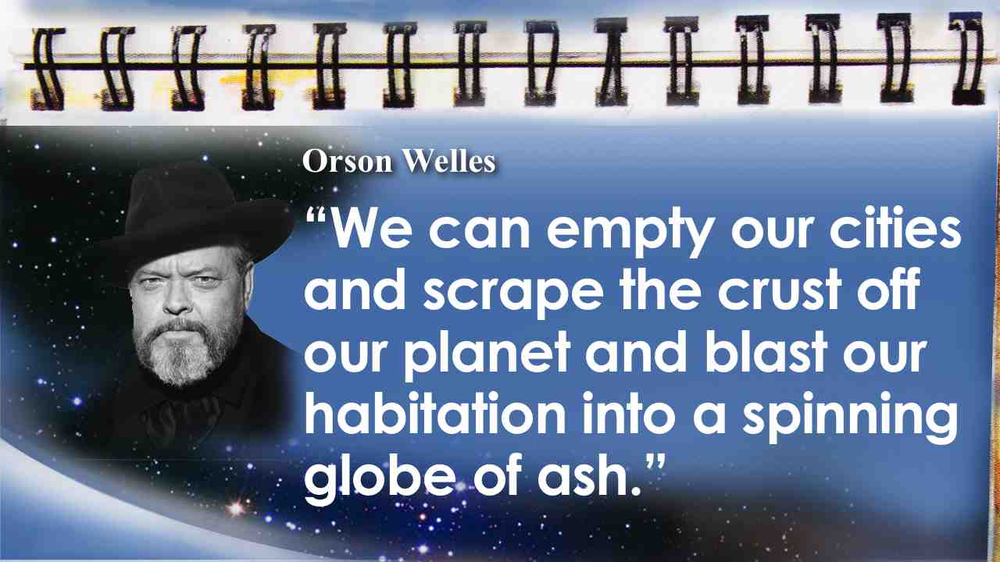 Orson Welles
“We can empty our cities
and scrape the crust off
our planet and blast our
habitation into a spinning
globe of ash.”